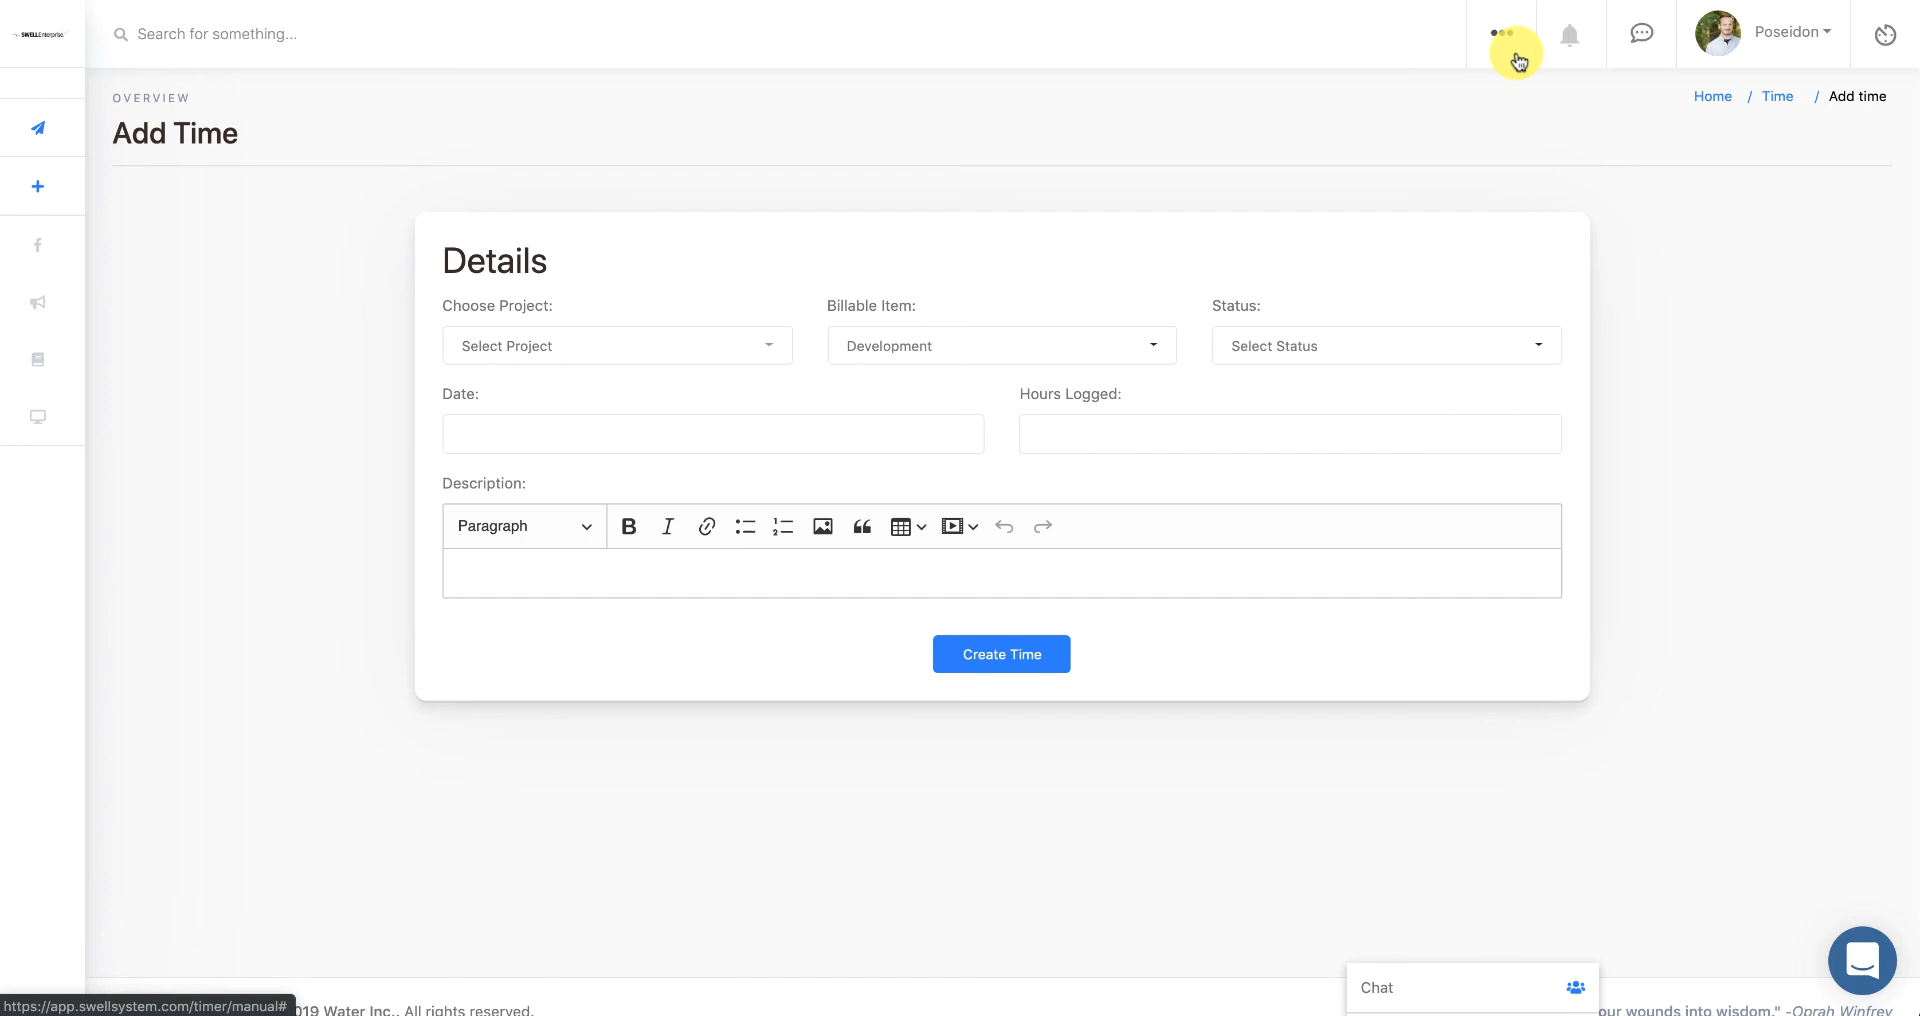 SWELLEnterprise.
Search for something...
Poseidon
OVERVIEW
Home / Time / Add time
Add Time
Details
Choose Project:
Billable Item:
Status:
Select Project
Development
Select Status
Date:
Hours Logged:
Description:
Paragraph
Create Time
Chat
https://app.swellsystem.com/timer/manual#
019 Water Inc., All rights reserved.
our wounds into wisdom." -Oprah Winfrey